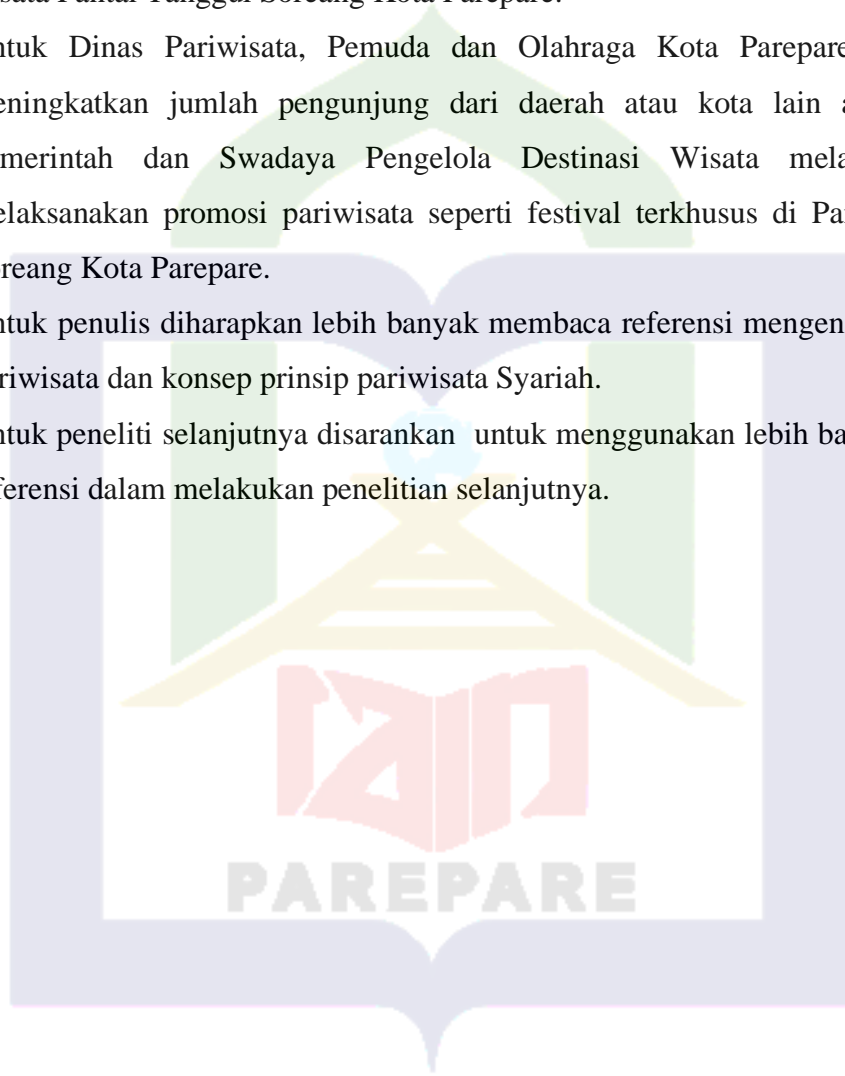 sata Pantai Tanggul Soreang Kota Parepare.
ntuk Dinas Pariwisata, Pemuda dan Olahraga Kota Parepare
eningkatkan jumlah pengunjung dari daerah atau kota lain a
merintah dan Swadaya Pengelola Destinasi Wisata mela
elaksanakan promosi pariwisata seperti festival terkhusus di Pa
reang Kota Parepare.
ntuk penulis diharapkan lebih banyak membaca referensi mengen
riwisata dan konsep prinsip pariwisata Syariah.
ntuk peneliti selanjutnya disarankan untuk menggunakan lebih ba
ferensi dalam melakukan penelitian selanjutnya.
iain
PAREPARE